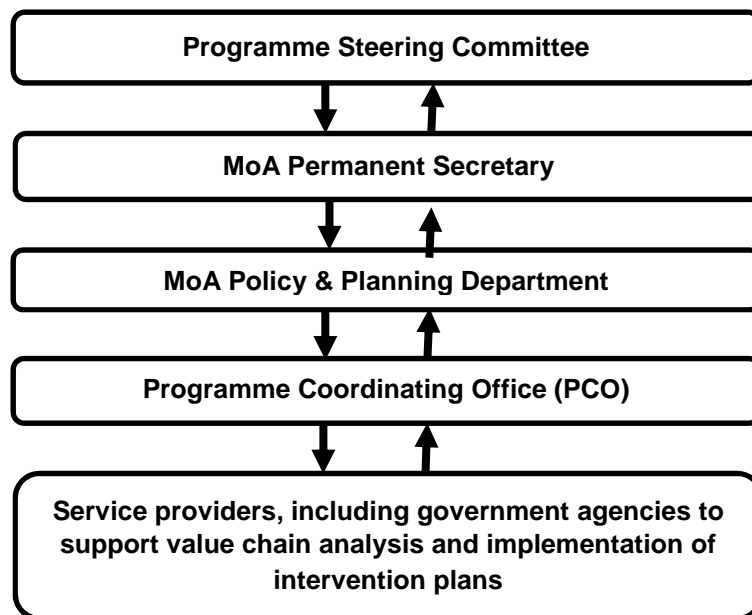 Programme Steering Committee
MoA Permanent Secretary
MoA Policy & Planning Department
Programme Coordinating Office (PCO)
Service providers, including government agencies to
support value chain analysis and implementation of
intervention plans